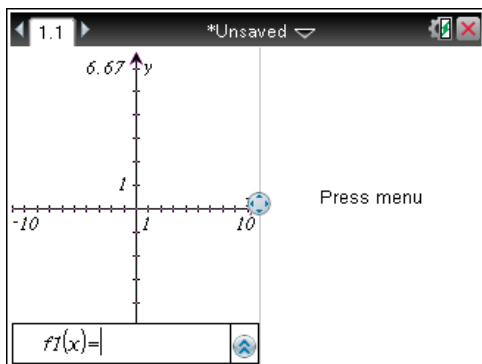 1.1 *Unsaved
6.67 y
1
-10 1 10
Press menu
f1(x)=